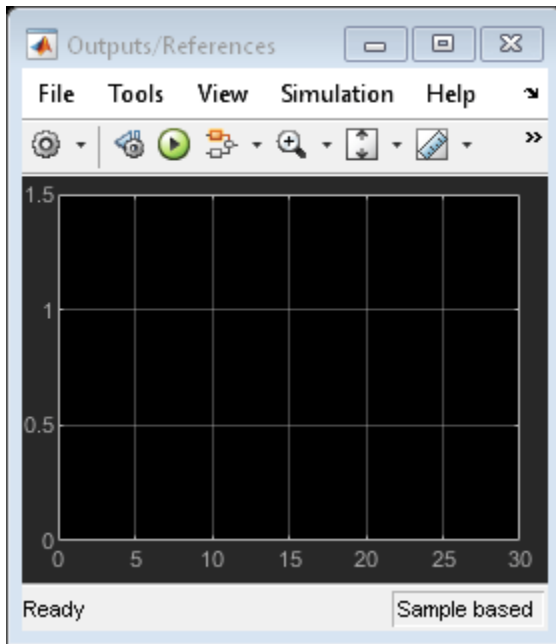 Outputs/References
File Tools View Simulation Help
1.5
1
0.5
0
0 5 10 15 20 25 30
Ready Sample based